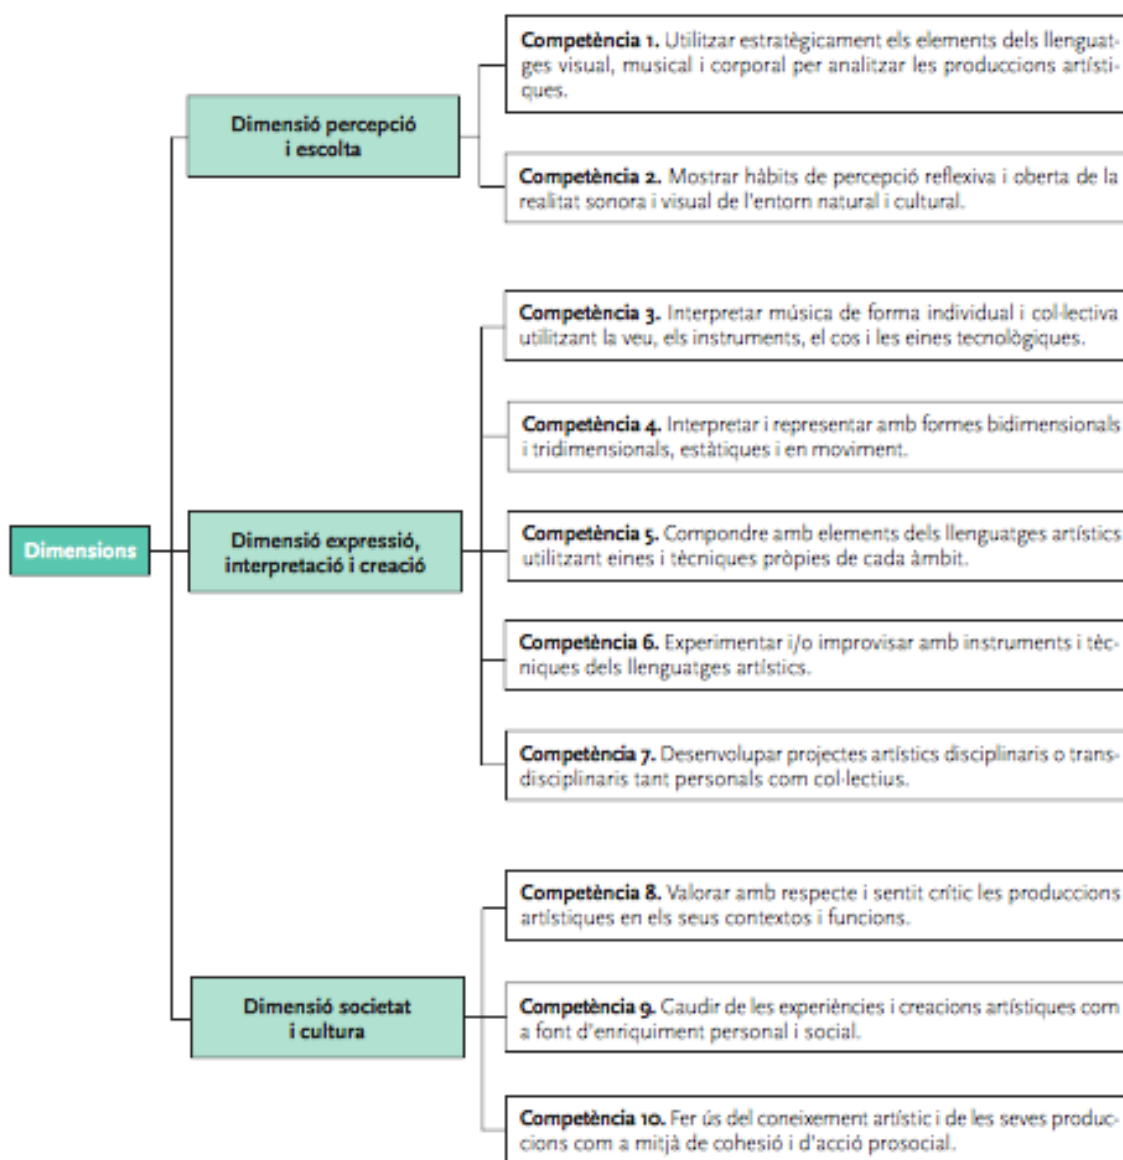 Competència 1. Utilitzar estratègicament els elements dels llenguat-
ges visual, musical i corporal per analitzar les produccions artísti-
ques.
Dimensió percepció
i escolta
Competència 2. Mostrar hàbits de percepció reflexiva i oberta de la
realitat sonora i visual de l'entorn natural i cultural.
Competència 3. Interpretar música de forma individual i col·lectiva
utilitzant la veu, els instruments, el cos i les eines tecnològiques.
Competència 4. Interpretar i representar amb formes bidimensionals
i tridimensionals, estàtiques i en moviment.
Dimensions
Dimensió expressió,
interpretació i creació
Competència 5. Compondre amb elements dels llenguatges artístics
utilitzant eines i tècniques pròpies de cada àmbit.
Competència 6. Experimentar i/o improvisar amb instruments i tèc-
niques dels llenguatges artístics.
Competència 7. Desenvolupar projectes artístics disciplinaris o trans-
disciplinaris tant personals com col·lectius.
Competència 8. Valorar amb respecte i sentit crític les produccions
artístiques en els seus contextos i funcions.
Dimensió societat
i cultura
Competència 9. Gaudir de les experiències i creacions artístiques com
a font d'enriquiment personal i social.
Competència 10. Fer ús del coneixement artístic i de les seves produc-
cions com a mitjà de cohesió i d'acció prosocial.